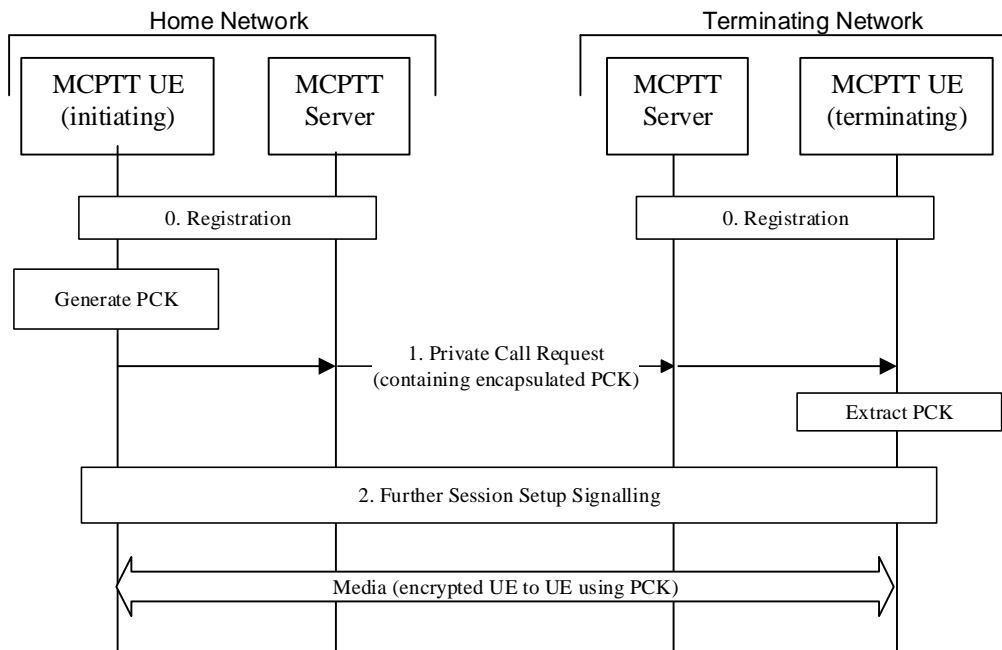 Home Network
Terminating Network
MCPTT UE
(initiating)
MCPTT
Server
MCPTT
Server
MCPTT UE
(terminating)
0. Registration
0. Registration
Generate PCK
1. Private Call Request
(containing encapsulated PCK)
Extract PCK
2. Further Session Setup Signalling
Media (encrypted UE to UE using PCK)